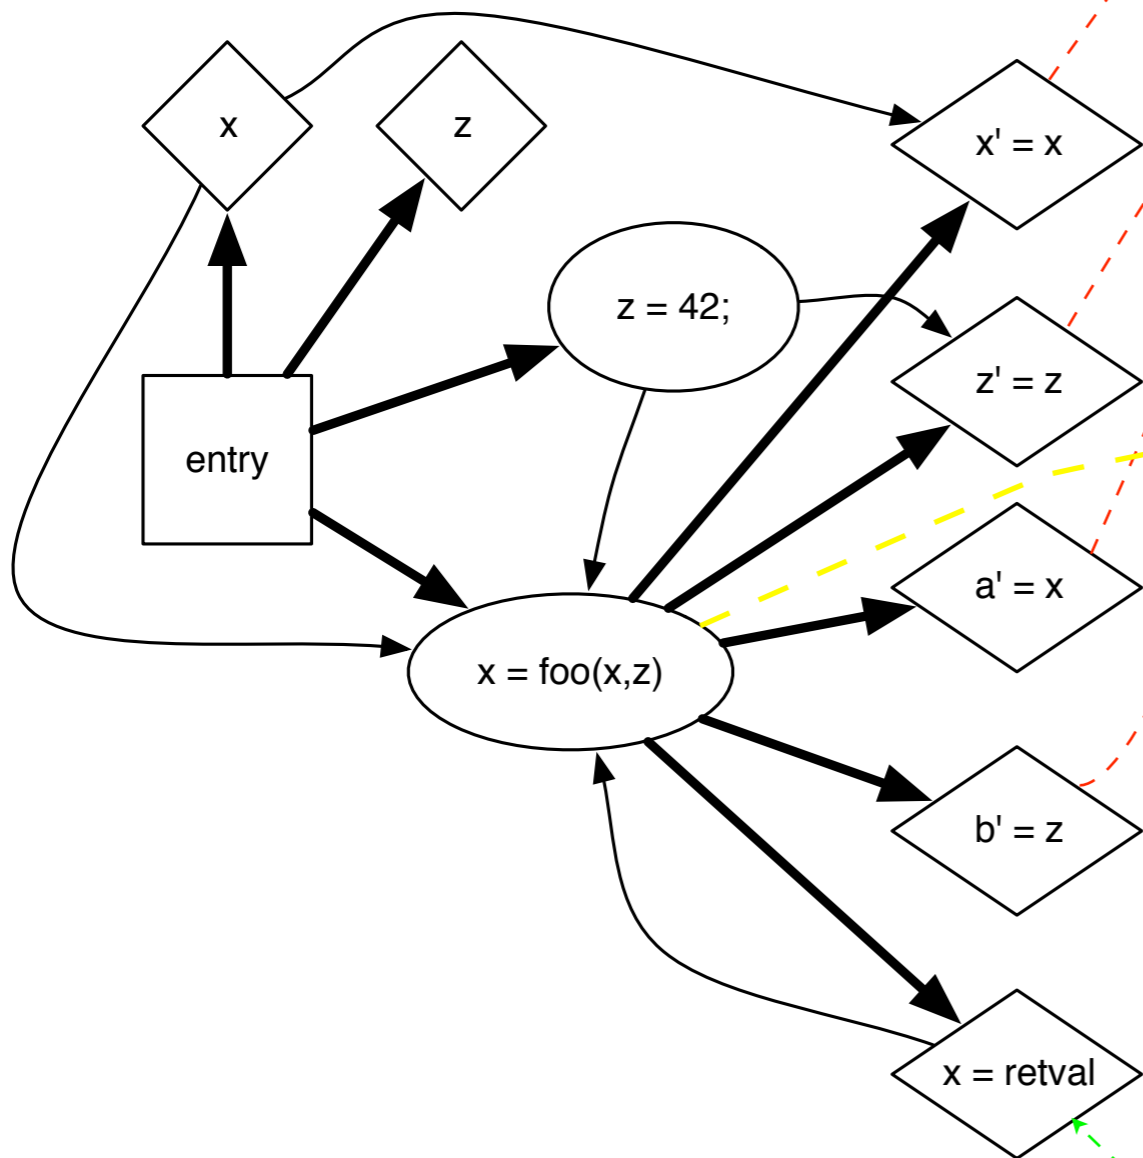 x
z
x' = x
z = 42;
z' = z
entry
a' = x
x = foo(x,z)
b' = z
x = retval